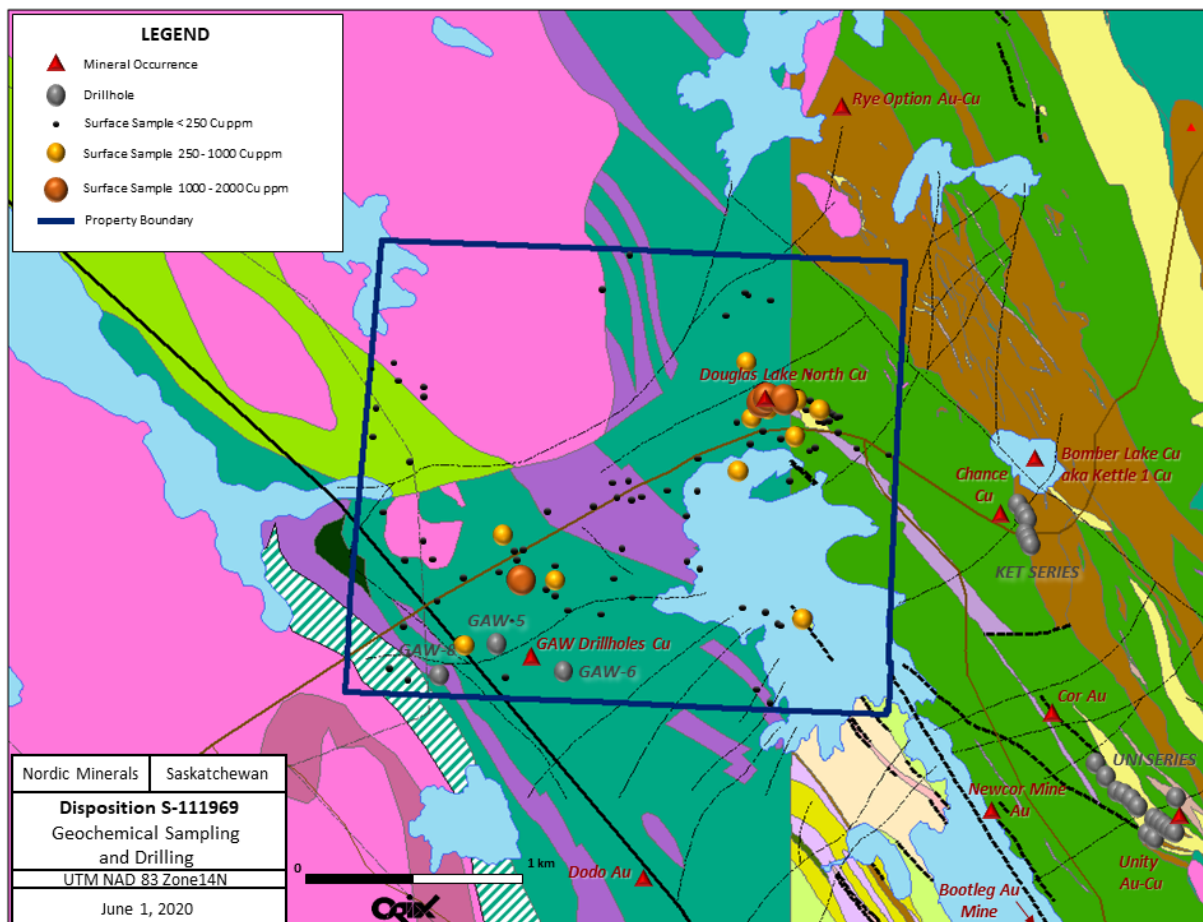 LEGEND
Mineral Occurrence
Drillhole
Surface Sample < 250 Cu ppm
Surface Sample 250 - 1000 Cu ppm
Surface Sample 1000 - 2000 Cu ppm
Property Boundary
Rye Option Au-Cu
Douglas Lake North Cu
Bomber Lake Cu
aka Kettle 1 Cu
Chance
Cu
KET SERIES
GAW-5
GAW-8
GAW Drillholes Cu
GAW-6
Cor Au
UNI SERIES
Newcor Mine
Au
Unity
Au-Cu
Dodo Au
Bootleg Au
Mine
Nordic Minerals
Saskatchewan
Disposition S-111969
Geochemical Sampling
and Drilling
UTM NAD 83 Zone14N
June 1, 2020
0
1 km